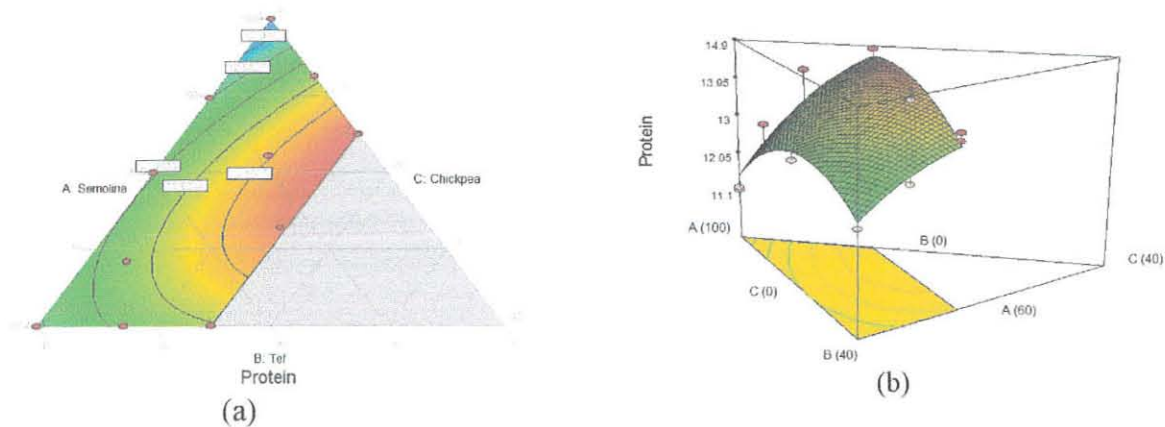 A: Semolina
C: Chickpea
B: Tef
Protein
(a)
14.9
13.95
13
12.05
11.1
Protein
A (100)
B (0)
C (40)
C (0)
A (60)
B (40)
(b)